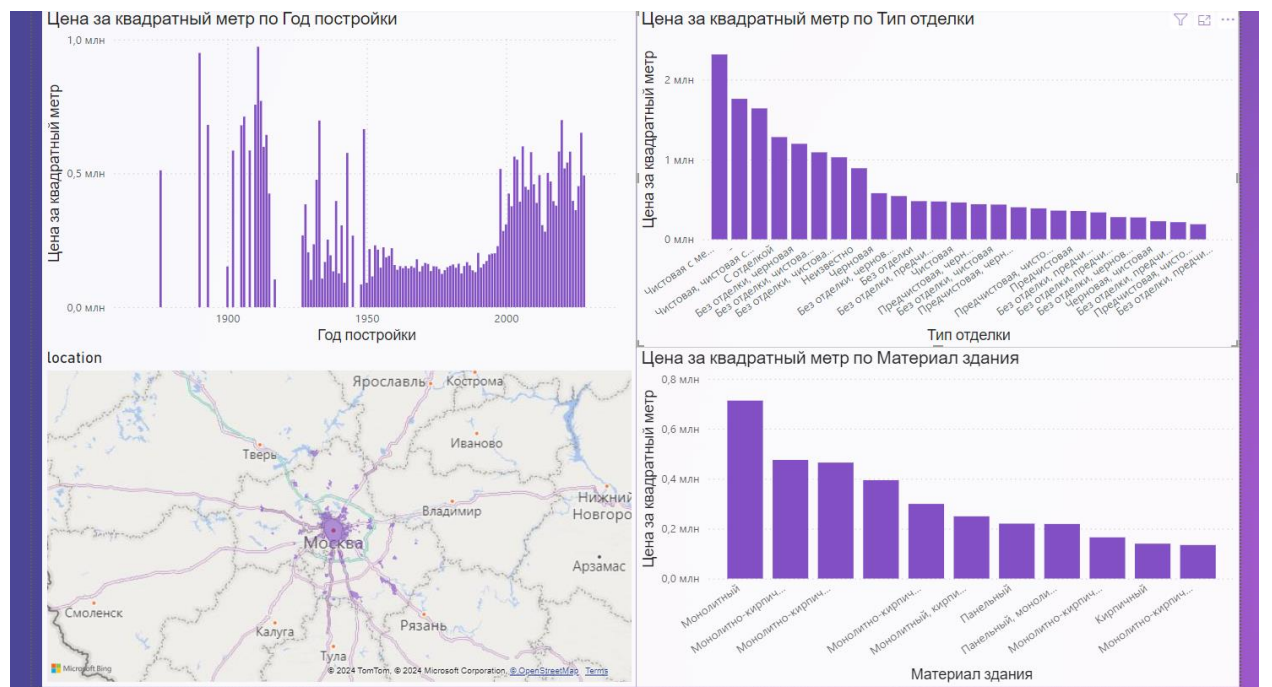 Цена за квадратный метр по Год постройки
1,0 млн
0,5 млн
0,0 млн
Цена за квадратный метр
1900
1950
2000
Год постройки
Цена за квадратный метр по Тип отделки
2 млн
1 млн
0 млн
Цена за квадратный метр
Чистовая с ме...
-
Чистовая, чистовая с...
С отделкой
Без отделки, черновая
Без отделки, чистова...
Без отделки, чистова...
Неизвестно
Черновая
Без отделки, чернов...
Без отделки
Без отделки, предчи...
Чистовая
Предчистовая, черн...
Без отделки, чистовая
Предчистовая, черн...
Предчистовая, чисто...
Предчистовая
Без отделки, предчи...
Без отделки, предчи...
Без отделки, чернов...
Черновая, чистовая
Без отделки, предчи...
Предчистовая, чисто...
Без отделки, предчи...
Тип отделки
location
Ярославль
Кострома
Иваново
Тверь
Владимир
Нижний
Новгоро
Москва
Арзамас
Смоленск
Калуга
Рязань
Тула
Microsoft Bing
© 2024 TomTom, © 2024 Microsoft Corporation, © OpenStreetMap Terms
Цена за квадратный метр по Материал здания
0,8 млн
0,6 млн
0,4 млн
0,2 млн
0,0 млн
Цена за квадратный метр
Монолитный
Монолитно-кирпич...
Монолитно-кирпич...
Монолитно-кирпич...
Монолитный, кирпи...
Панельный
Панельный, моноли...
Монолитно-кирпич...
Кирпичный
Монолитно-кирпич...
Материал здания